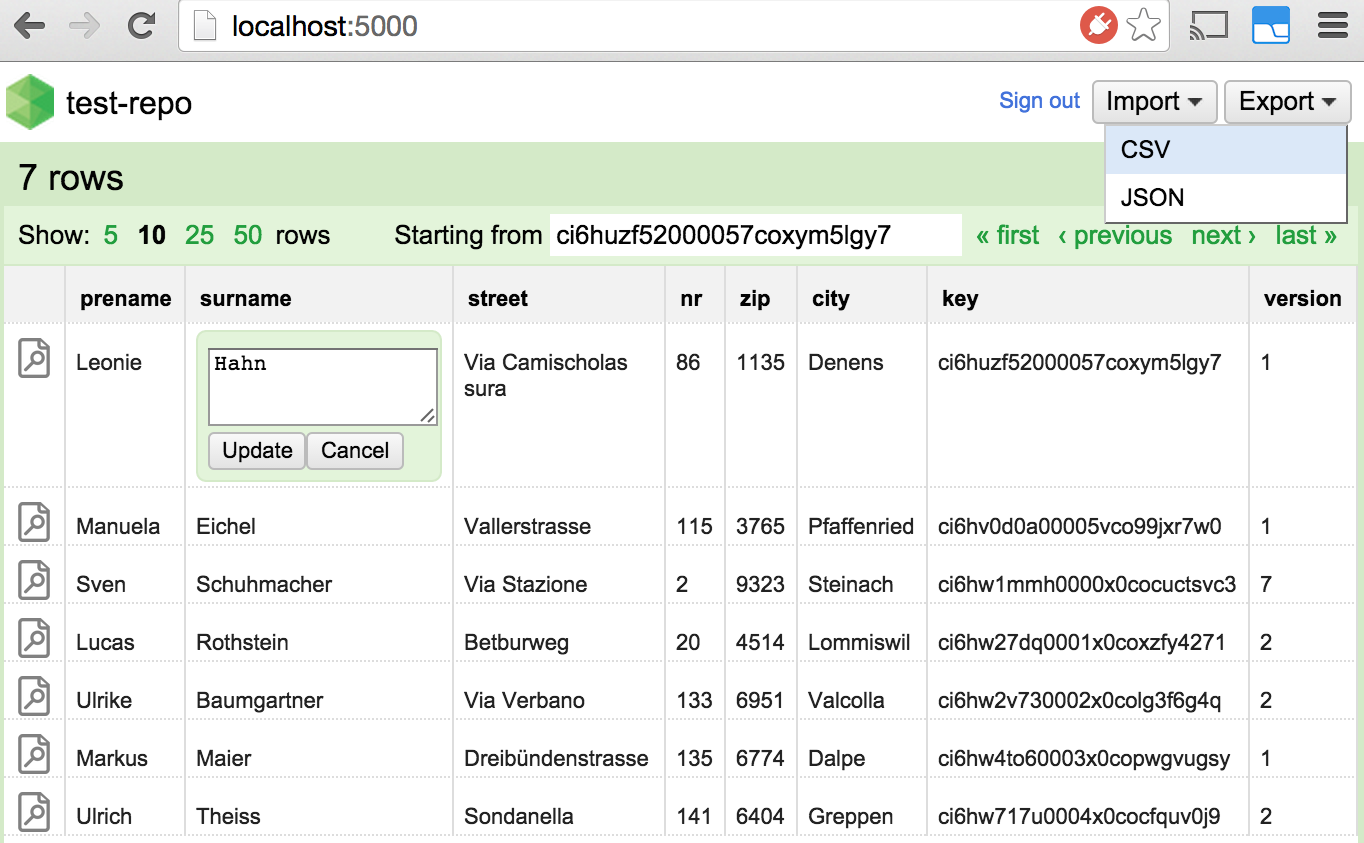 localhost:5000
test-repo Sign out Import Export
CSV
JSON
7 rows
Show: 5 10 25 50 rows Starting from ci6huzf52000057coxym5lgy7 « first ‹ previous next › last »
prename surname street nr zip city key version
Leonie Hahn Via Camischolas sura 86 1135 Denens ci6huzf52000057coxym5lgy7 1
Update Cancel
Manuela Eichel Vallerstrasse 115 3765 Pfaffenried ci6hv0d0a00005vco99jxr7w0 1
Sven Schuhmacher Via Stazione 2 9323 Steinach ci6hw1mmh0000x0cocuctsvc3 7
Lucas Rothstein Betburweg 20 4514 Lommiswil ci6hw27dq0001x0coxzfy4271 2
Ulrike Baumgartner Via Verbano 133 6951 Valcolla ci6hw2v730002x0colg3f6g4q 2
Markus Maier Dreibündenstrasse 135 6774 Dalpe ci6hw4to60003x0copwgvugsy 1
Ulrich Theiss Sondanella 141 6404 Greppen ci6hw717u0004x0cocfquv0j9 2